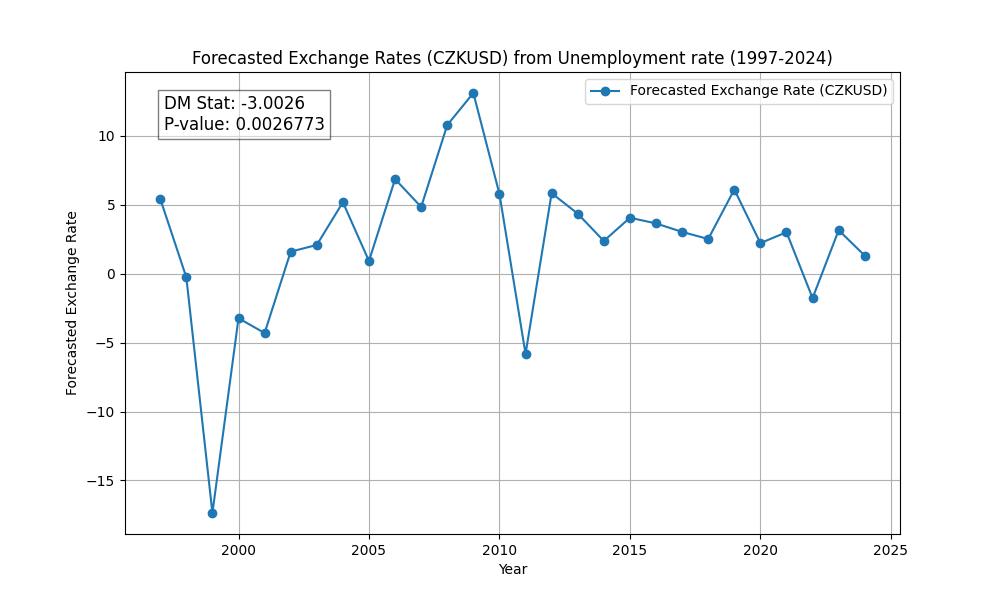 Forecasted Exchange Rates (CZKUSD) from Unemployment rate (1997-2024)
DM Stat: -3.0026
P-value: 0.0026773
Forecasted Exchange Rate (CZKUSD)
Forecasted Exchange Rate
10
5
0
−5
−10
−15
2000 2005 2010 2015 2020 2025
Year